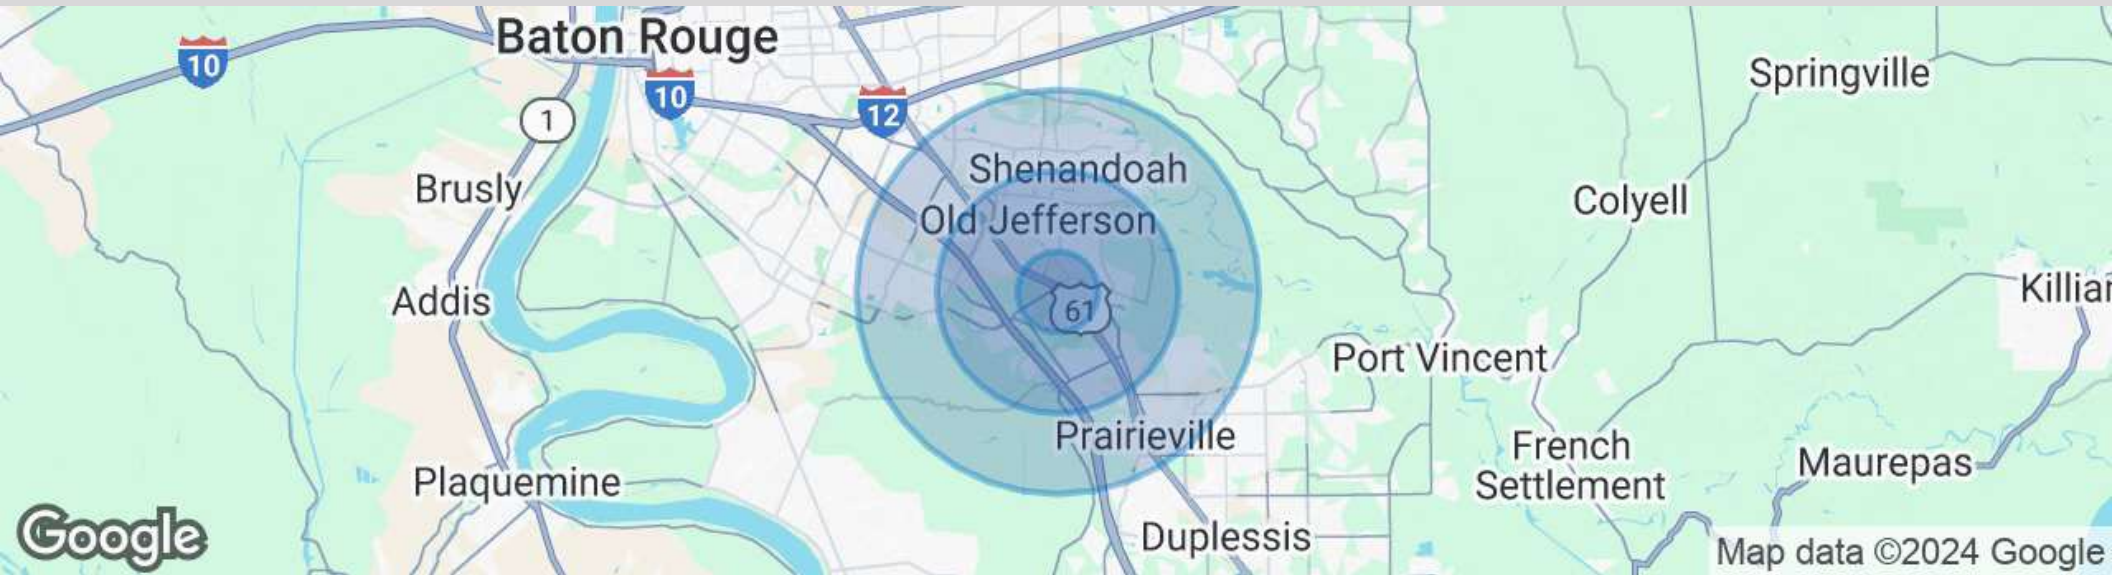 Baton Rouge
10
10
12
1
Springville
Shenandoah
Brusly
Colyell
Old Jefferson
Addis
61
Killian
Port Vincent
Prairieville
French
Settlement
Maurepas
Plaquemine
Duplessis
Google
Map data ©2024 Google